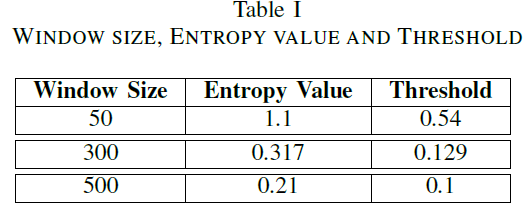 Table I
WINDOW SIZE, ENTROPY VALUE AND THRESHOLD
Window Size Entropy Value Threshold
50 1.1 0.54
300 0.317 0.129
500 0.21 0.1